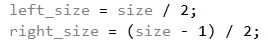 left_size = size / 2;
right_size = (size - 1) / 2;